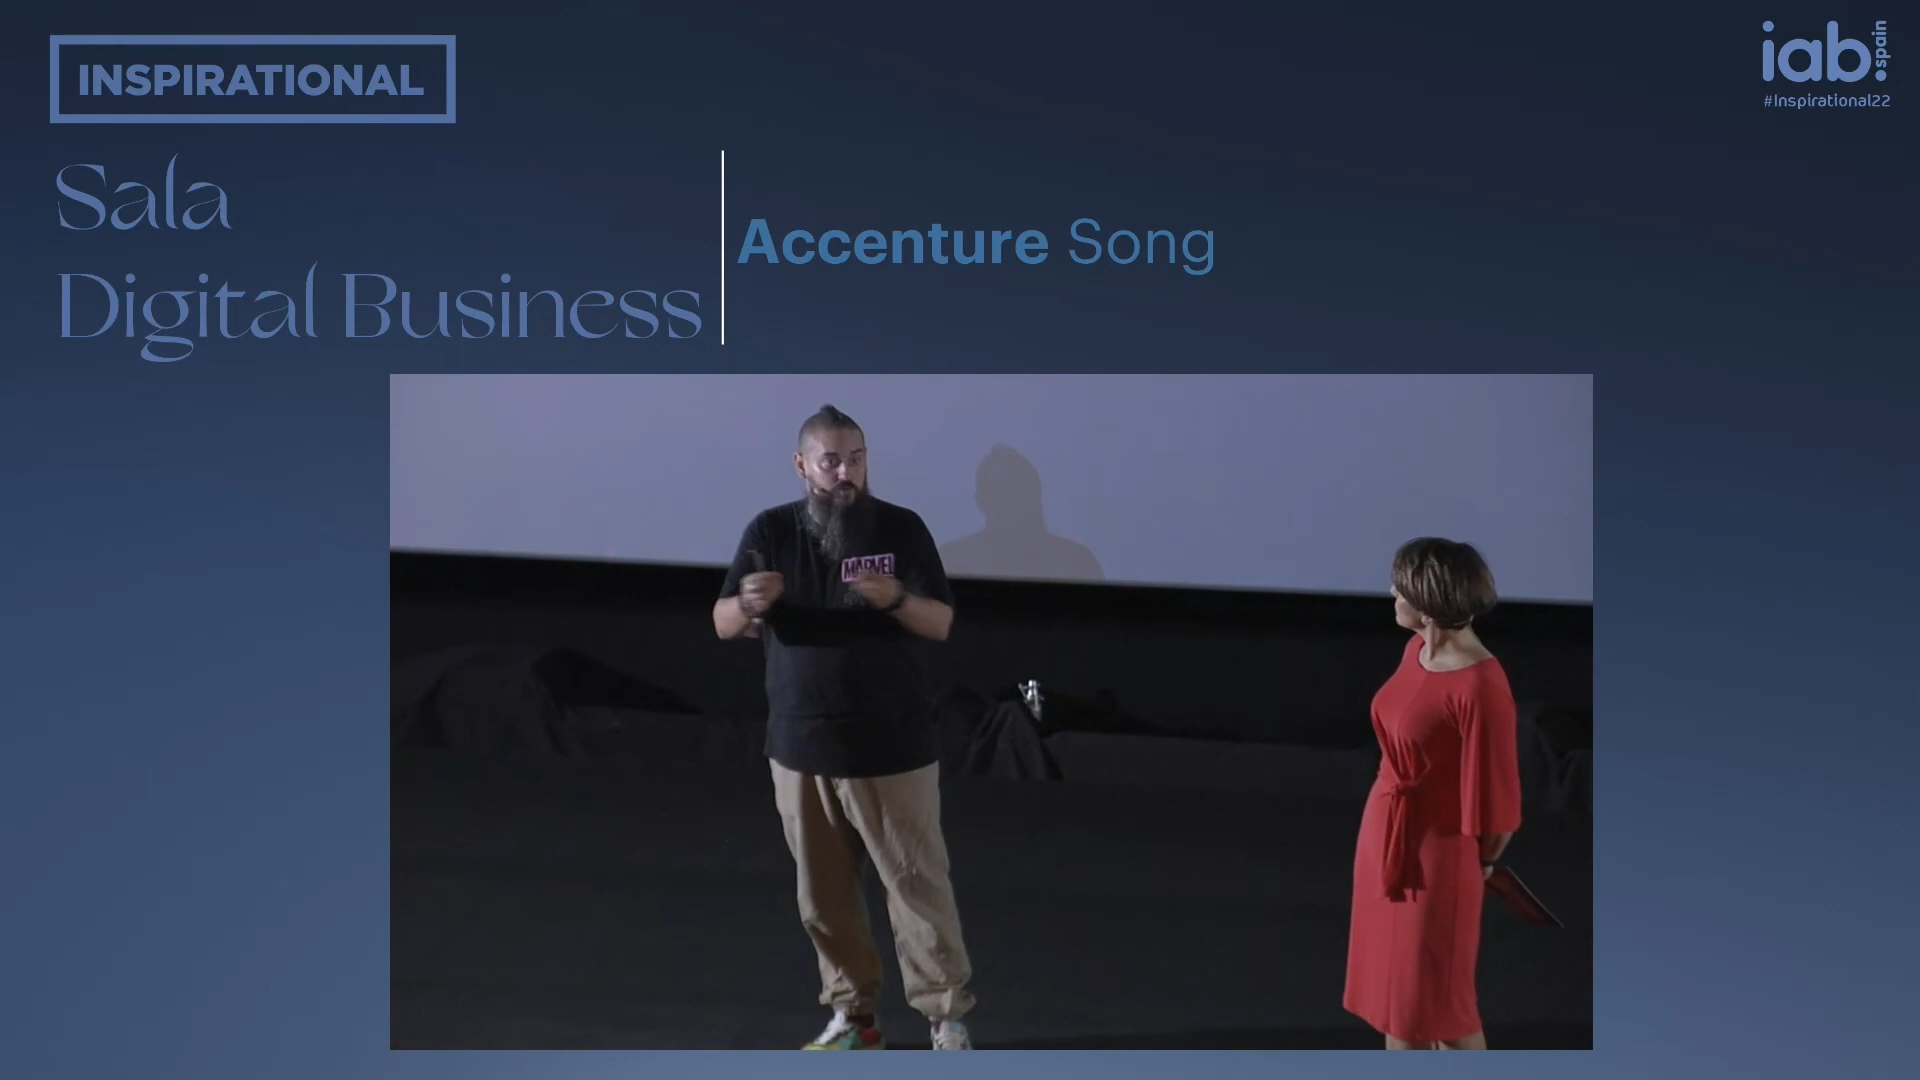 INSPIRATIONAL
iab.spain
#Inspirational22
Sala
Digital Business
Accenture Song
MARVEL